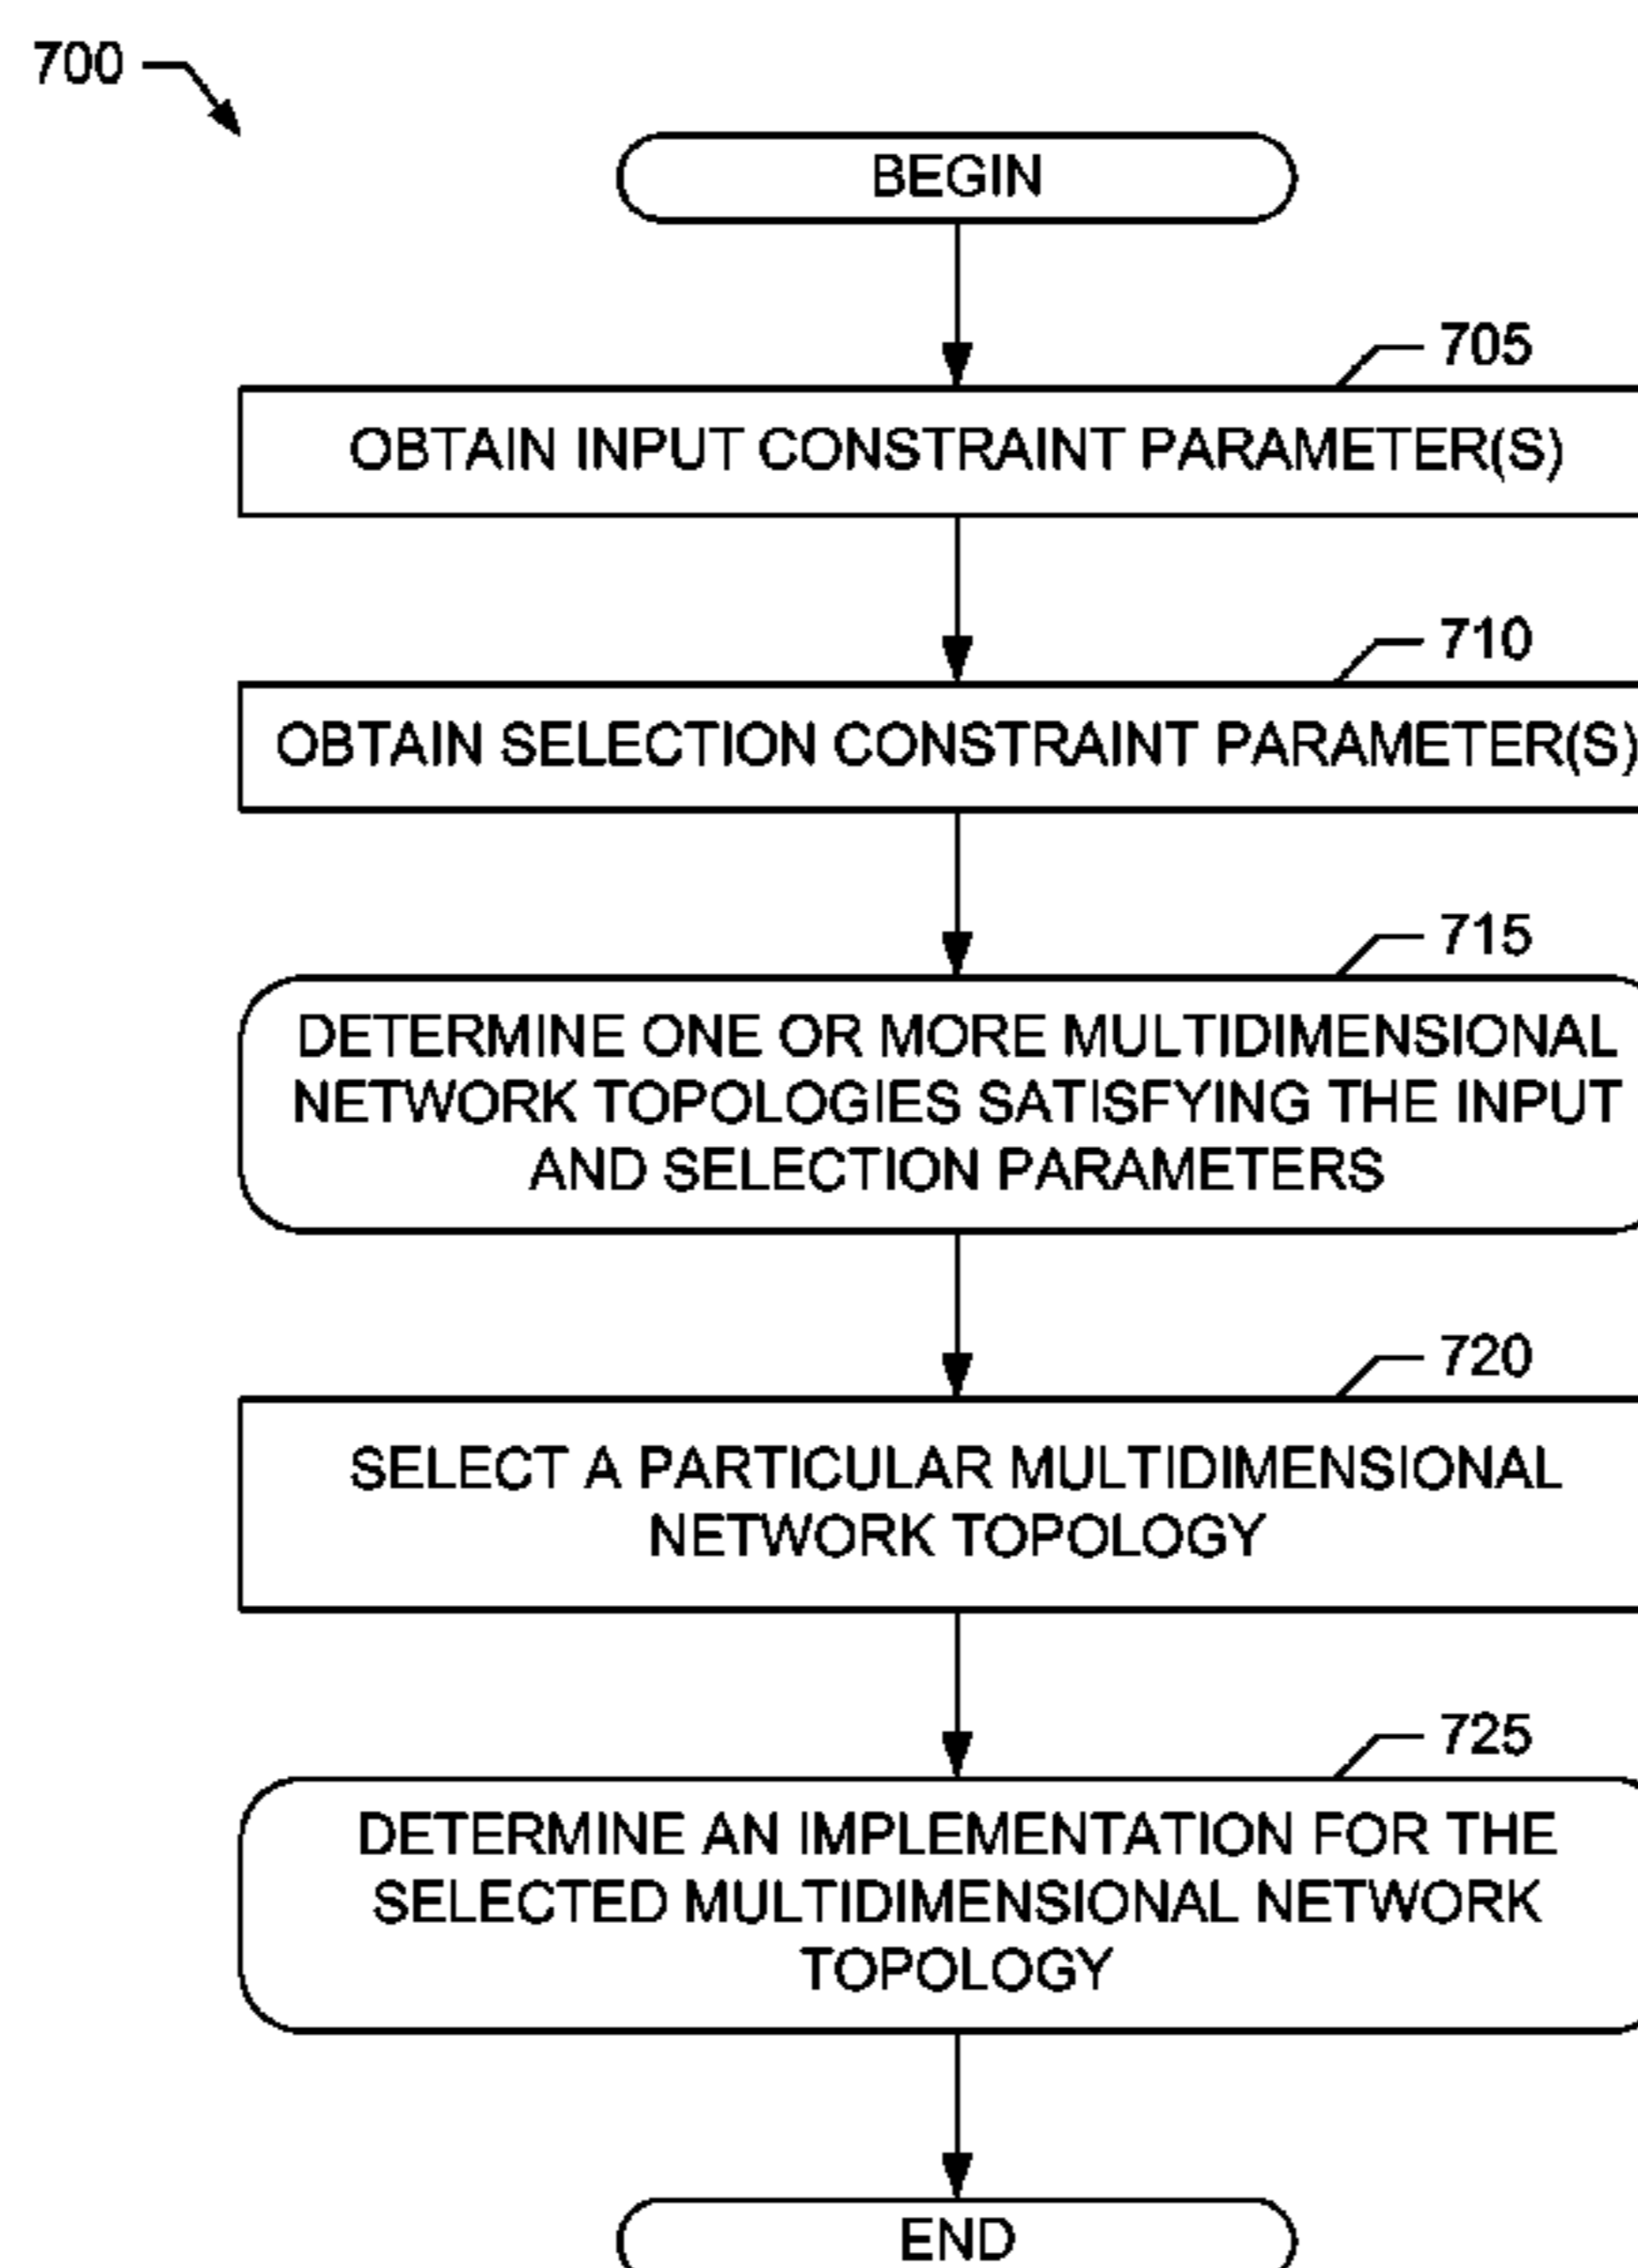 700
BEGIN
705
OBTAIN INPUT CONSTRAINT PARAMETER(S)
710
OBTAIN SELECTION CONSTRAINT PARAMETER(S)
715
DETERMINE ONE OR MORE MULTIDIMENSIONAL
NETWORK TOPOLOGIES SATISFYING THE INPUT
AND SELECTION PARAMETERS
720
SELECT A PARTICULAR MULTIDIMENSIONAL
NETWORK TOPOLOGY
725
DETERMINE AN IMPLEMENTATION FOR THE
SELECTED MULTIDIMENSIONAL NETWORK
TOPOLOGY
END